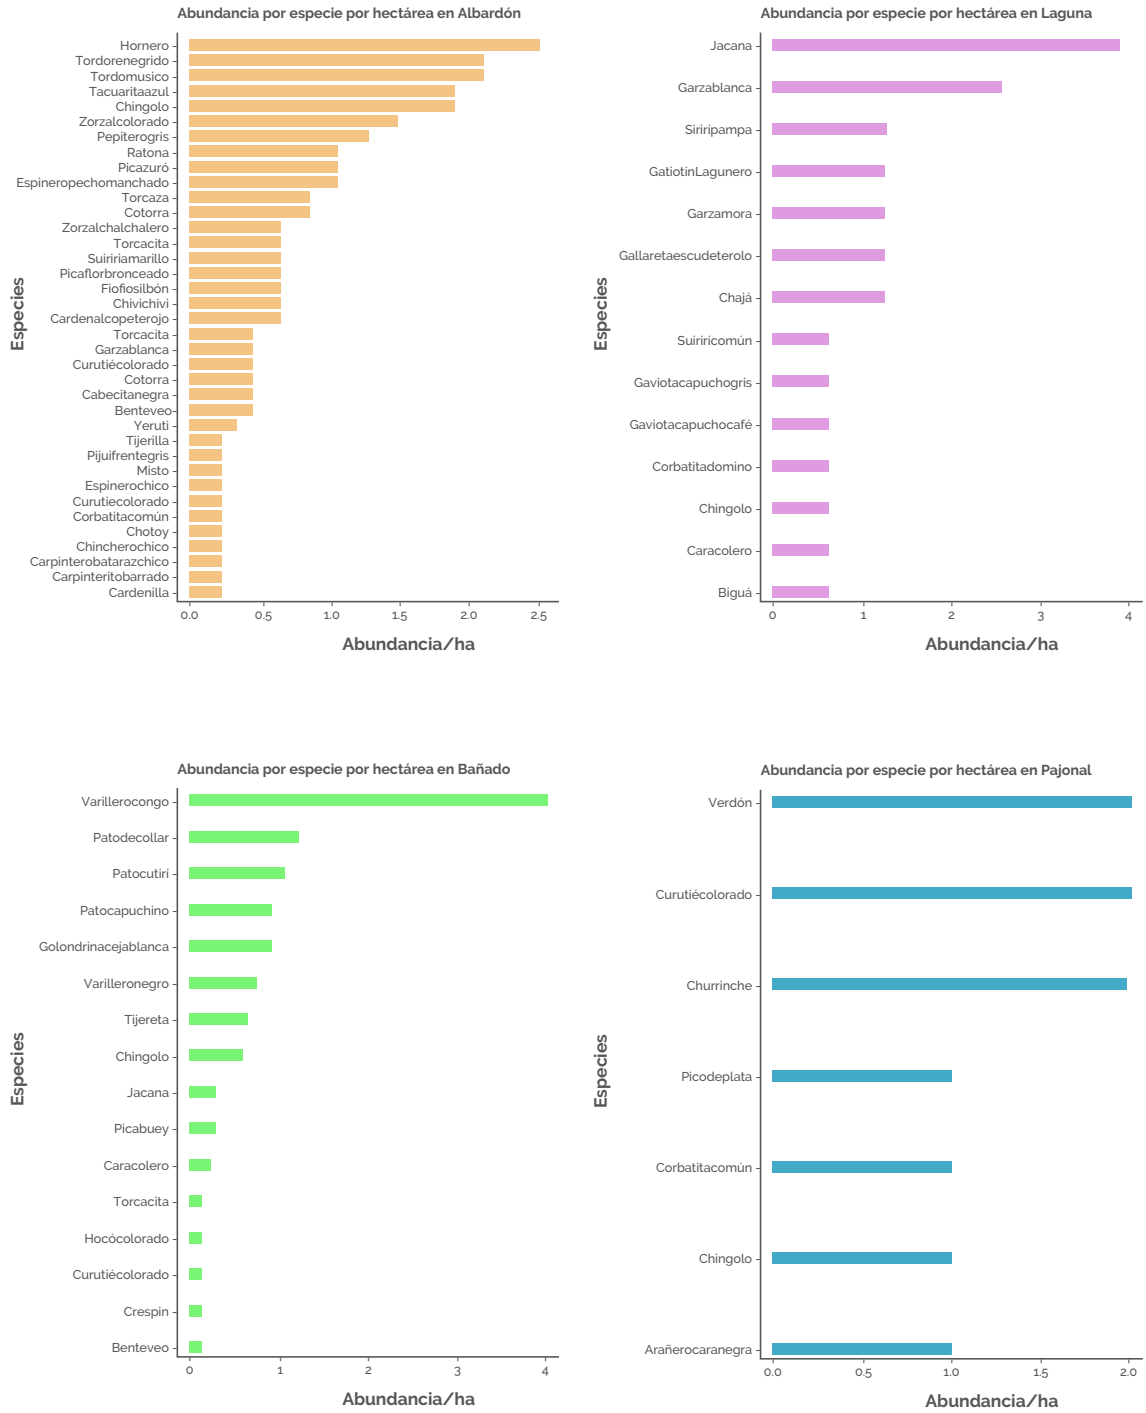 Abundancia por especie por hectárea en Albardón
Hornero
Tordorenegrido
Tordomusico
Tacuaritaazul
Chingolo
Zorzalcolorado
Pepiterogris
Ratona
Picazuró
Espineropechomanchado
Torcaza
Cotorra
Zorzalchalchalero
Torcacita
Suiririamarillo
Picaflorbronceado
Fiofiosilbón
Chivichivi
Cardenalcopeterojo
Torcacita
Garzablanca
Curutiécolorado
Cotorra
Cabecitanegra
Benteveo
Yeruti
Tijerilla
Pijuifrentegris
Misto
Espinerochico
Curutiecolorado
Corbatitacomún
Chotoy
Chincherochico
Carpinterobatarazchico
Carpinteritobarrado
Cardenilla
Especies
0.0 0.5 1.0 1.5 2.0 2.5
Abundancia/ha
Abundancia por especie por hectárea en Laguna
Jacana
Garzablanca
Siriripampa
GatiotínLagunero
Garzamora
Gallaretaescudeterolo
Chajá
Suiriricomún
Gaviotacapuchogris
Gaviotacapuchocafé
Corbatitadomino
Chingolo
Caracolero
Biguá
Especies
0 1 2 3 4
Abundancia/ha
Abundancia por especie por hectárea en Bañado
Varillerocongo
Patodecollar
Patocutirí
Patocapuchino
Golondrinacejablanca
Varilleronegro
Tijereta
Chingolo
Jacana
Picabuey
Caracolero
Torcacita
Hocócolorado
Curutiécolorado
Crespin
Benteveo
Especies
0 1 2 3 4
Abundancia/ha
Abundancia por especie por hectárea en Pajonal
Verdón
Curutiécolorado
Churrinche
Picodeplata
Corbatitacomún
Chingolo
Arañerocaranegra
Especies
0.0 0.5 1.0 1.5 2.0
Abundancia/ha